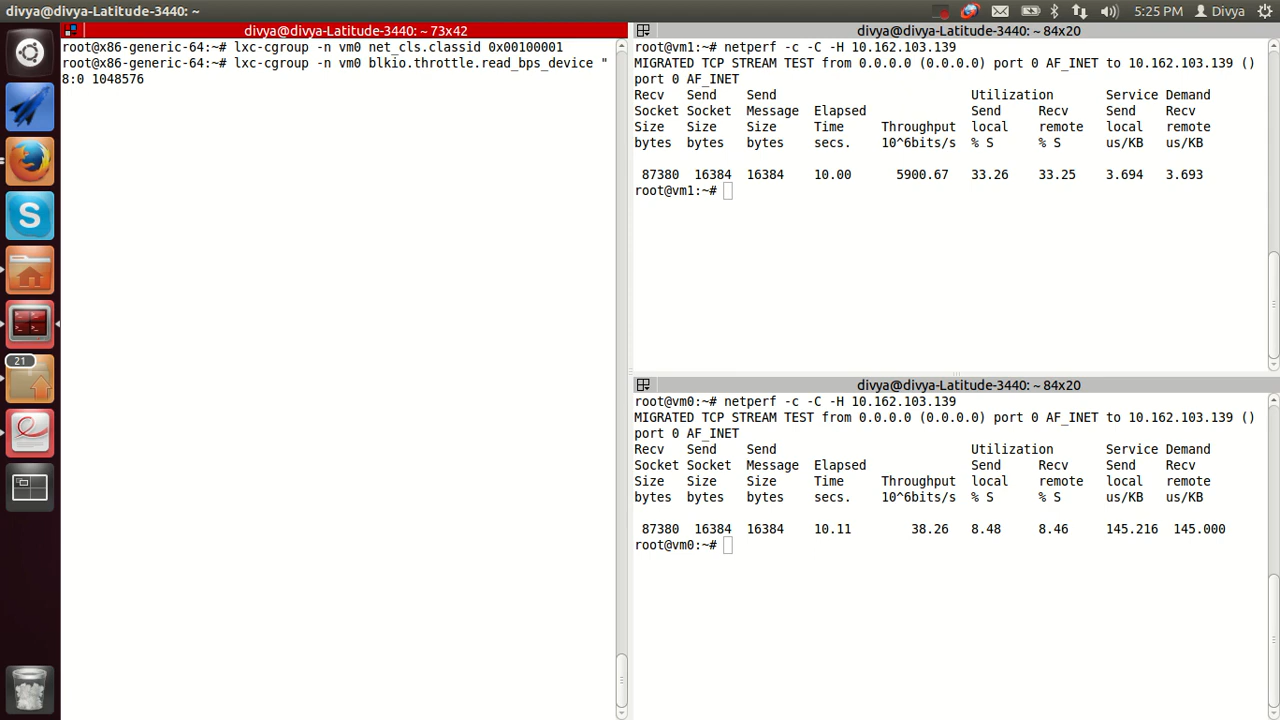 divya@divya-Latitude-3440: ~
5:25 PM
Divya
divya@divya-Latitude-3440: ~ 73x42
root@x86-generic-64:~# lxc-cgroup -n vm0 net_cls.classid 0x00100001
root@x86-generic-64:~# lxc-cgroup -n vm0 blkio.throttle.read_bps_device "
8:0 1048576
21
divya@divya-Latitude-3440: ~ 84x20
root@vm1:~# netperf -c -C -H 10.162.103.139
MIGRATED TCP STREAM TEST from 0.0.0.0 (0.0.0.0) port 0 AF_INET to 10.162.103.139 ()
port 0 AF_INET
Recv Send Send Utilization Service Demand
Socket Socket Message Elapsed Send Recv Send Recv
Size Size Size Time Throughput local remote local remote
bytes bytes bytes secs. 10^6bits/s % S % S us/KB us/KB
87380 16384 16384 10.00 5900.67 33.26 33.25 3.694 3.693
root@vm1:~#
divya@divya-Latitude-3440: ~ 84x20
root@vm0:~# netperf -c -C -H 10.162.103.139
MIGRATED TCP STREAM TEST from 0.0.0.0 (0.0.0.0) port 0 AF_INET to 10.162.103.139 ()
port 0 AF_INET
Recv Send Send Utilization Service Demand
Socket Socket Message Elapsed Send Recv Send Recv
Size Size Size Time Throughput local remote local remote
bytes bytes bytes secs. 10^6bits/s % S % S us/KB us/KB
87380 16384 16384 10.11 38.26 8.48 8.46 145.216 145.000
root@vm0:~#